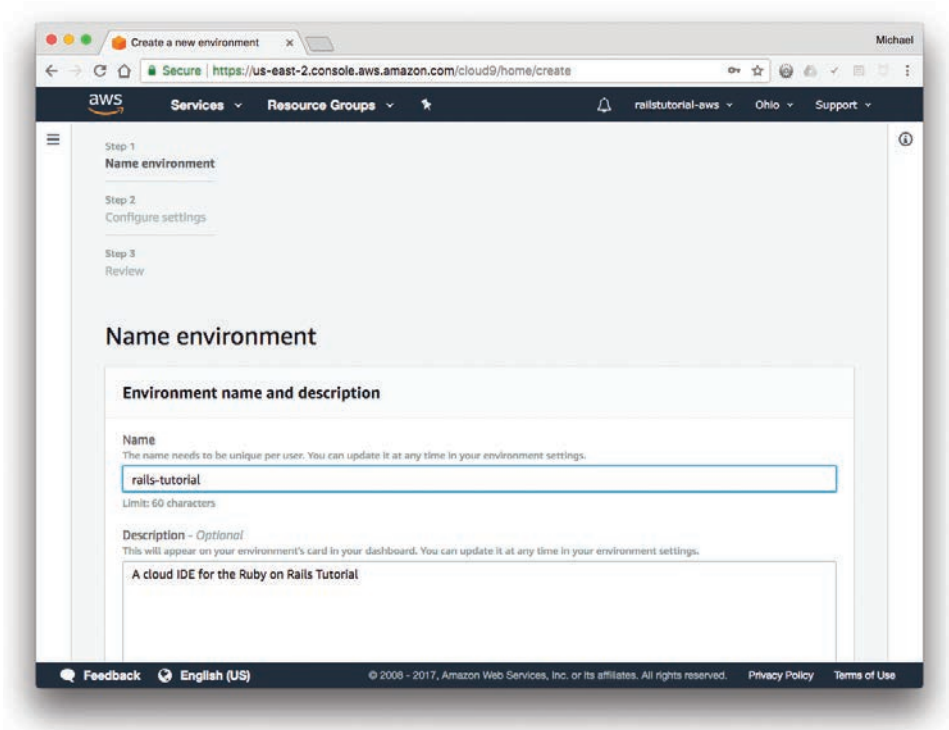 Create a new environment
Michael
Secure | https://us-east-2.console.aws.amazon.com/cloud9/home/create
aws Services Resource Groups railstutorial-aws Ohio Support
Step 1
Name environment
Step 2
Configure settings
Step 3
Review
Name environment
Environment name and description
Name
The name needs to be unique per user. You can update it at any time in your environment settings.
rails-tutorial
Limit: 60 characters
Description - Optional
This will appear on your environment's card in your dashboard. You can update it at any time in your environment settings.
A cloud IDE for the Ruby on Rails Tutorial
Feedback English (US) © 2008 - 2017, Amazon Web Services, Inc. or its affiliates. All rights reserved. Privacy Policy Terms of Use